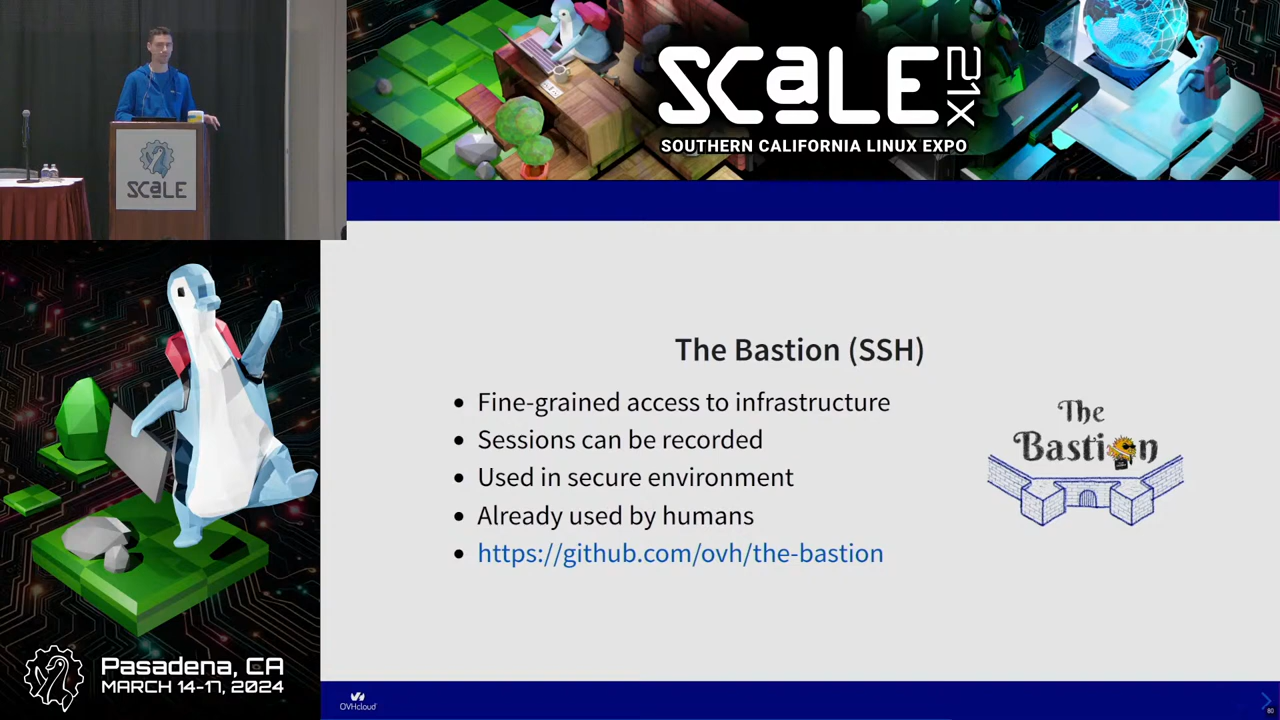 SCALE
SCALE 21X
SOUTHERN CALIFORNIA LINUX EXPO
The Bastion (SSH)
• Fine-grained access to infrastructure
• Sessions can be recorded
• Used in secure environment
• Already used by humans
• https://github.com/ovh/the-bastion
The
Bastion
Pasadena, CA
MARCH 14-17, 2024
OVHcloud
80